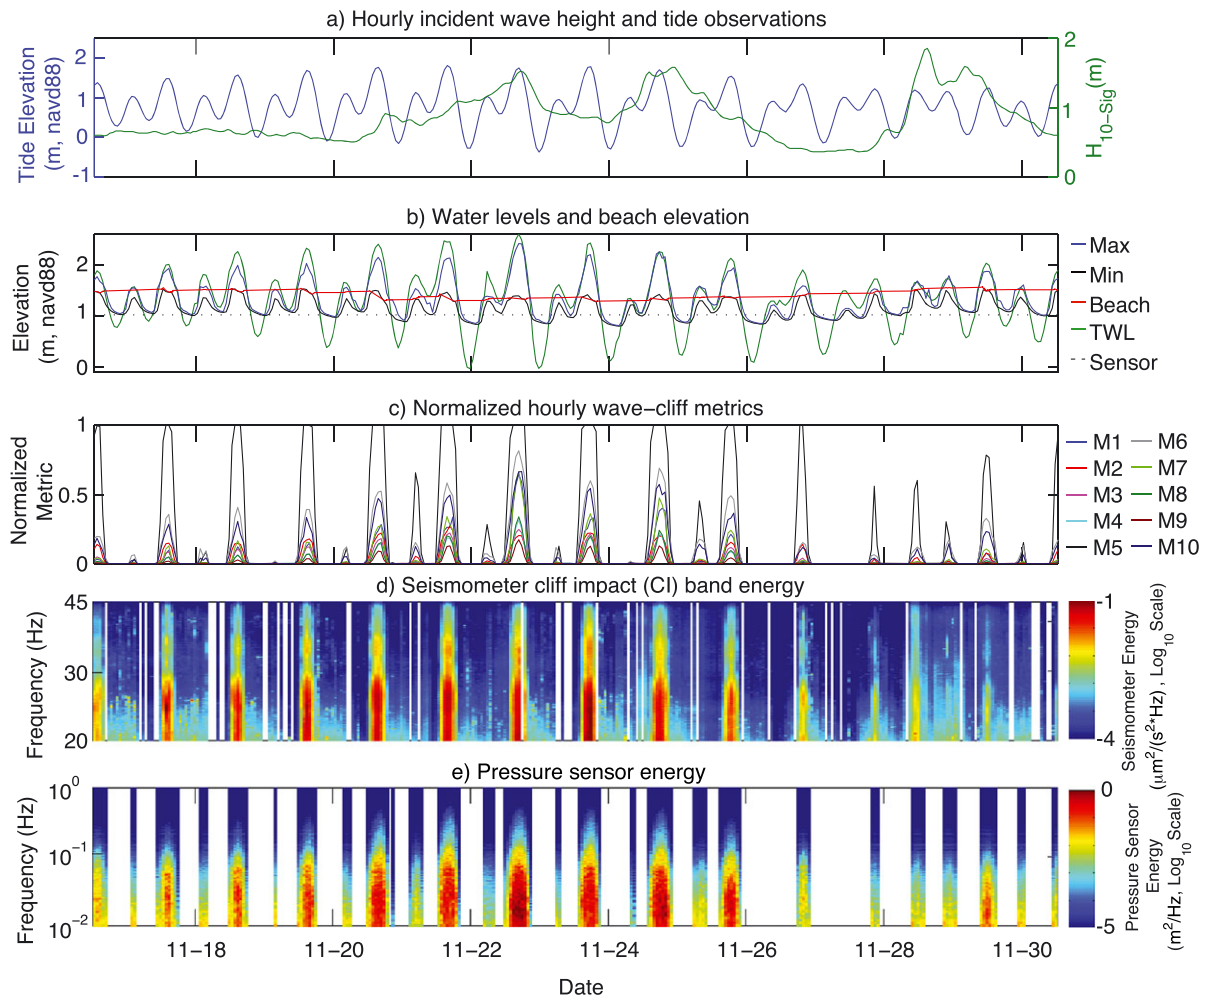 a) Hourly incident wave height and tide observations
Tide Elevation
(m, navd88)
2
1
0
-1
2
1
0
H10−Sig(m)
b) Water levels and beach elevation
Elevation
(m, navd88)
2
1
0
Max
Min
Beach
TWL
Sensor
c) Normalized hourly wave−cliff metrics
Normalized
Metric
1
0.5
0
M1
M2
M3
M4
M5
M6
M7
M8
M9
M10
d) Seismometer cliff impact (CI) band energy
Frequency (Hz)
45
30
20
-1
-4
Seismometer Energy
(μm²/(s²*Hz), Log10 Scale)
e) Pressure sensor energy
Frequency (Hz)
10⁰
10⁻¹
10⁻²
0
-5
Pressure Sensor
Energy
(m²/Hz, Log10 Scale)
11−18
11−20
11−22
11−24
11−26
11−28
11−30
Date